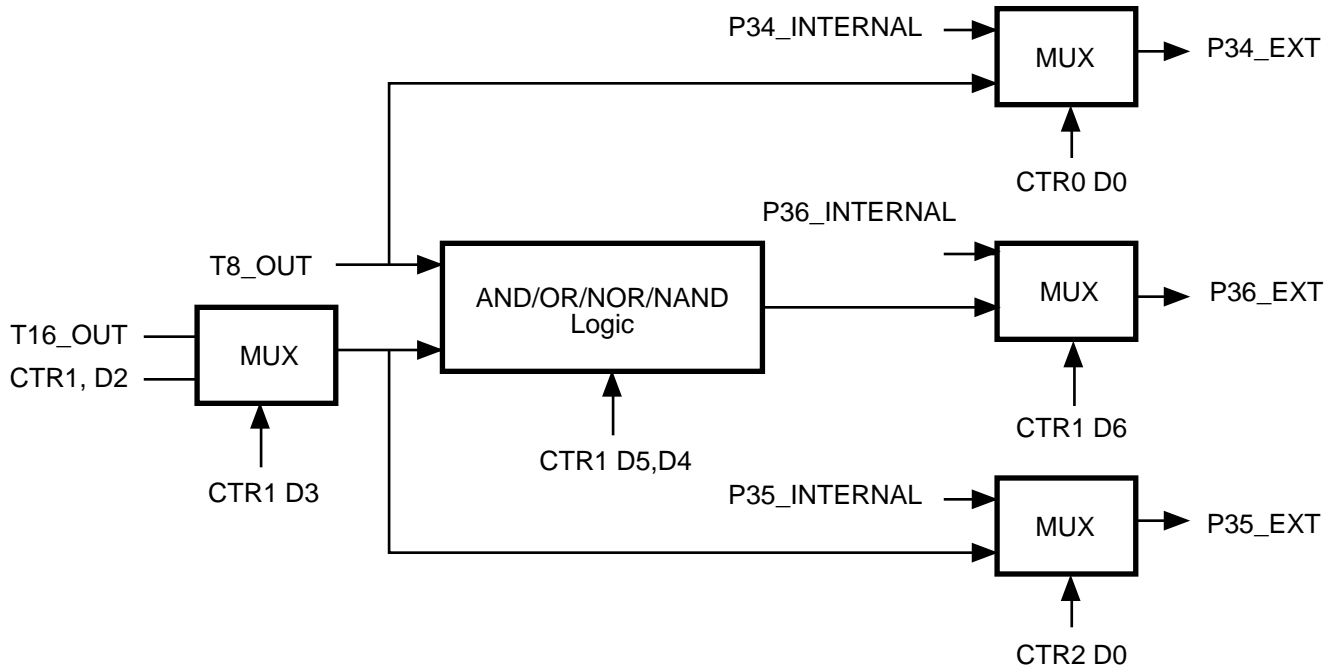 P34_INTERNAL
MUX
P34_EXT
CTR0 D0
P36_INTERNAL
T8_OUT
AND/OR/NOR/NAND
Logic
MUX
P36_EXT
T16_OUT
MUX
CTR1, D2
CTR1 D6
CTR1 D5,D4
CTR1 D3
P35_INTERNAL
MUX
P35_EXT
CTR2 D0